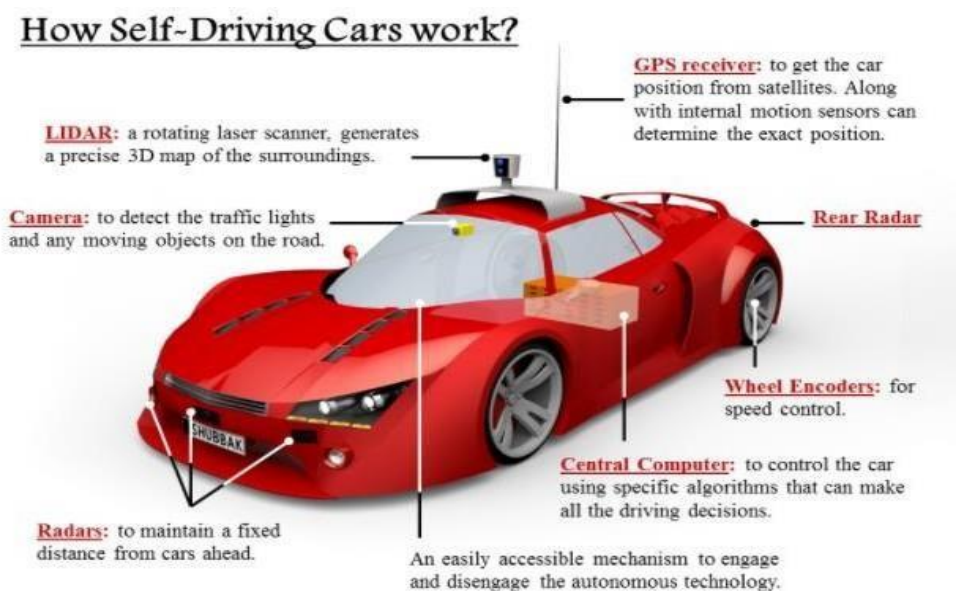 How Self-Driving Cars work?
GPS receiver: to get the car
position from satellites. Along
with internal motion sensors can
determine the exact position.
LIDAR: a rotating laser scanner, generates
a precise 3D map of the surroundings.
Camera: to detect the traffic lights
and any moving objects on the road.
Rear Radar
Wheel Encoders: for
speed control.
SHUBBAK
Central Computer: to control the car
using specific algorithms that can make
all the driving decisions.
Radars: to maintain a fixed
distance from cars ahead.
An easily accessible mechanism to engage
and disengage the autonomous technology.